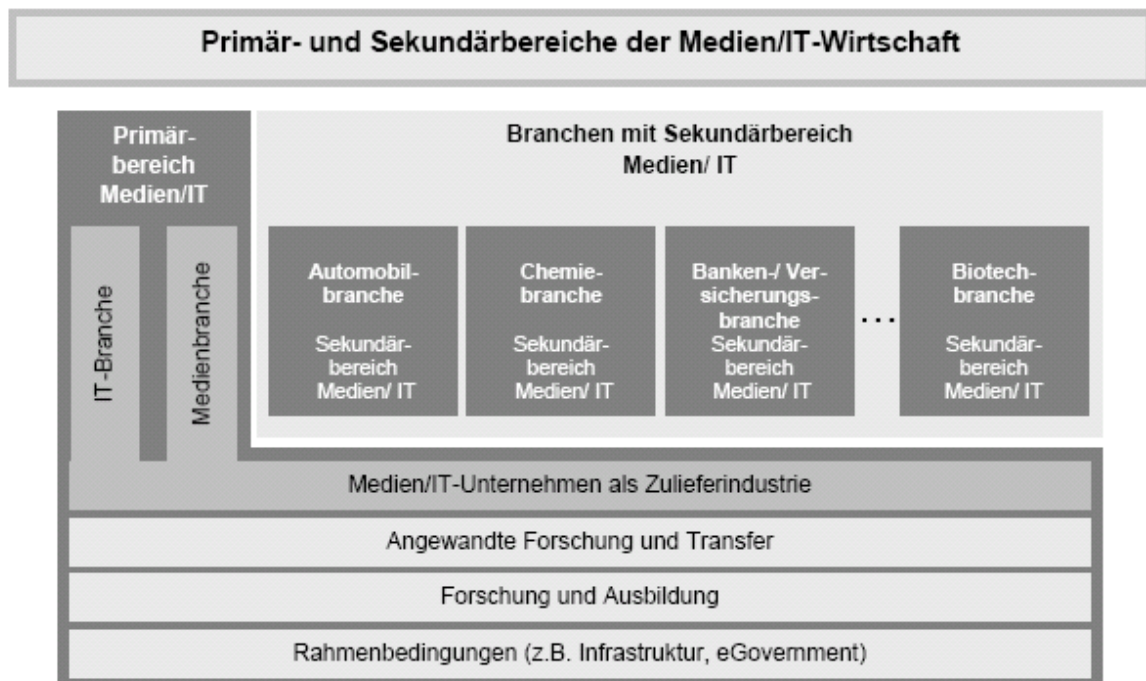 Primär- und Sekundärbereiche der Medien/IT-Wirtschaft
Primär-
bereich
Medien/IT
IT-Branche
Medienbranche
Branchen mit Sekundärbereich
Medien/ IT
Automobil-
branche
Sekundär-
bereich
Medien/ IT
Chemie-
branche
Sekundär-
bereich
Medien/ IT
Banken-/ Ver-
sicherungs-
branche
Sekundär-
bereich
Medien/ IT
...
Biotech-
branche
Sekundär-
bereich
Medien/ IT
Medien/IT-Unternehmen als Zulieferindustrie
Angewandte Forschung und Transfer
Forschung und Ausbildung
Rahmenbedingungen (z.B. Infrastruktur, eGovernment)